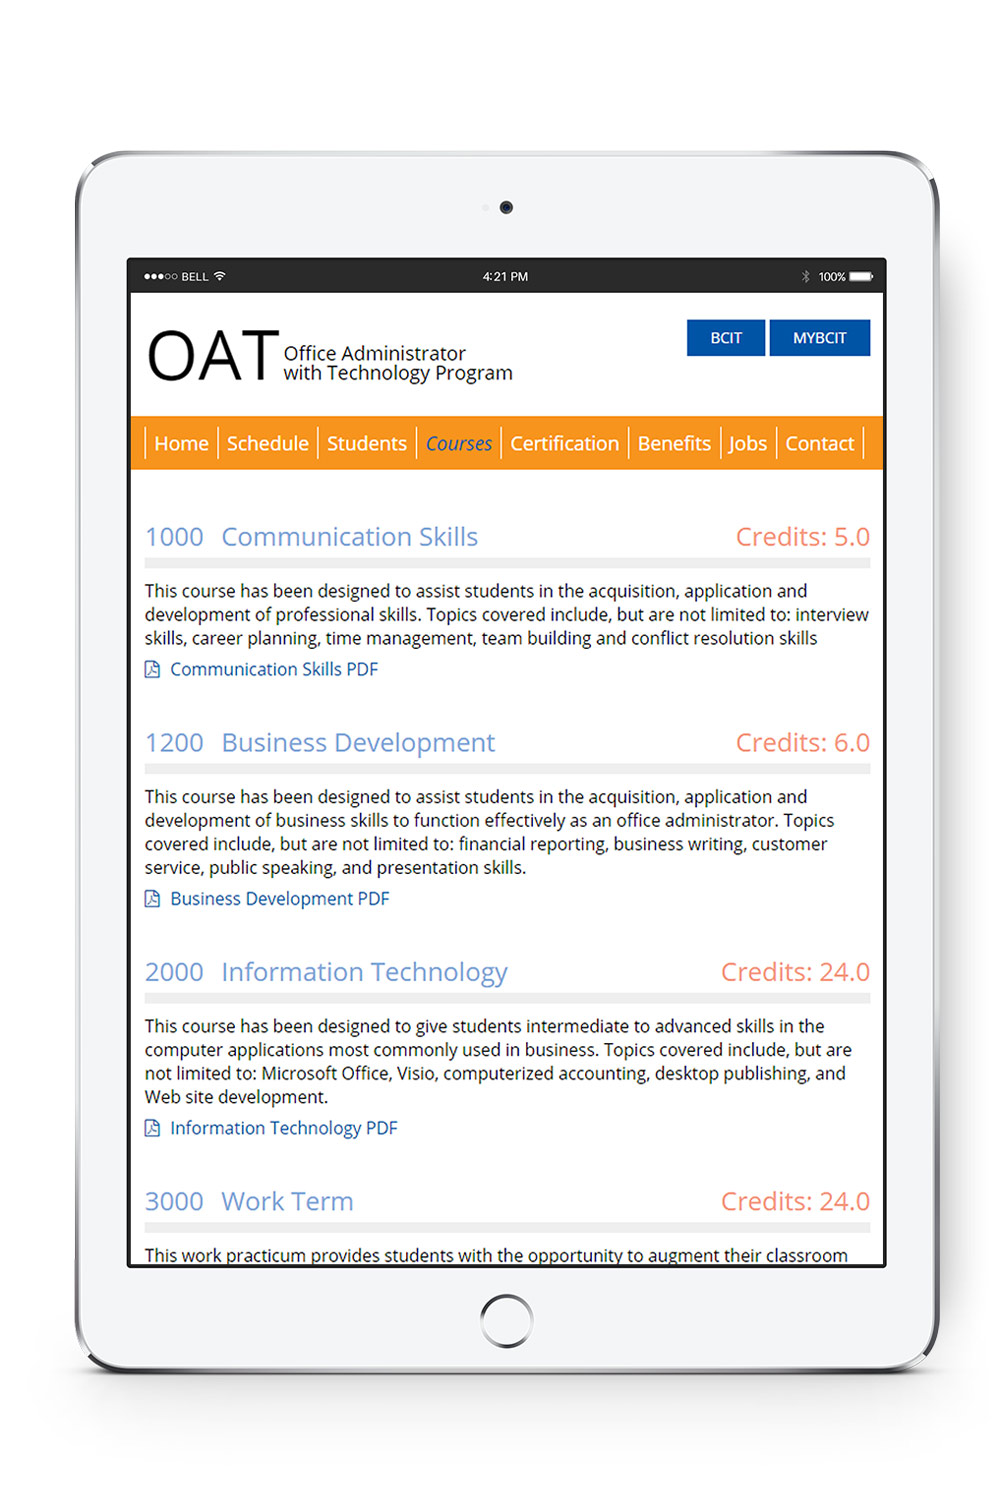 BELL 4:21 PM 100%
BCIT MYBCIT
OAT Office Administrator
with Technology Program
Home Schedule Students Courses Certification Benefits Jobs Contact
1000 Communication Skills Credits: 5.0
This course has been designed to assist students in the acquisition, application and
development of professional skills. Topics covered include, but are not limited to: interview
skills, career planning, time management, team building and conflict resolution skills
Communication Skills PDF
1200 Business Development Credits: 6.0
This course has been designed to assist students in the acquisition, application and
development of business skills to function effectively as an office administrator. Topics
covered include, but are not limited to: financial reporting, business writing, customer
service, public speaking, and presentation skills.
Business Development PDF
2000 Information Technology Credits: 24.0
This course has been designed to give students intermediate to advanced skills in the
computer applications most commonly used in business. Topics covered include, but are
not limited to: Microsoft Office, Visio, computerized accounting, desktop publishing, and
Web site development.
Information Technology PDF
3000 Work Term Credits: 24.0
This work practicum provides students with the opportunity to augment their classroom